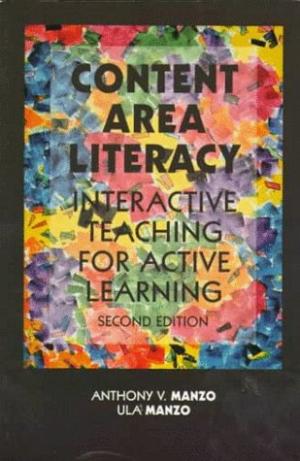 CONTENT
AREA
LITERACY
INTERACTIVE
TEACHING
FOR ACTIVE
LEARNING
SECOND EDITION
ANTHONY V. MANZO
ULA MANZO